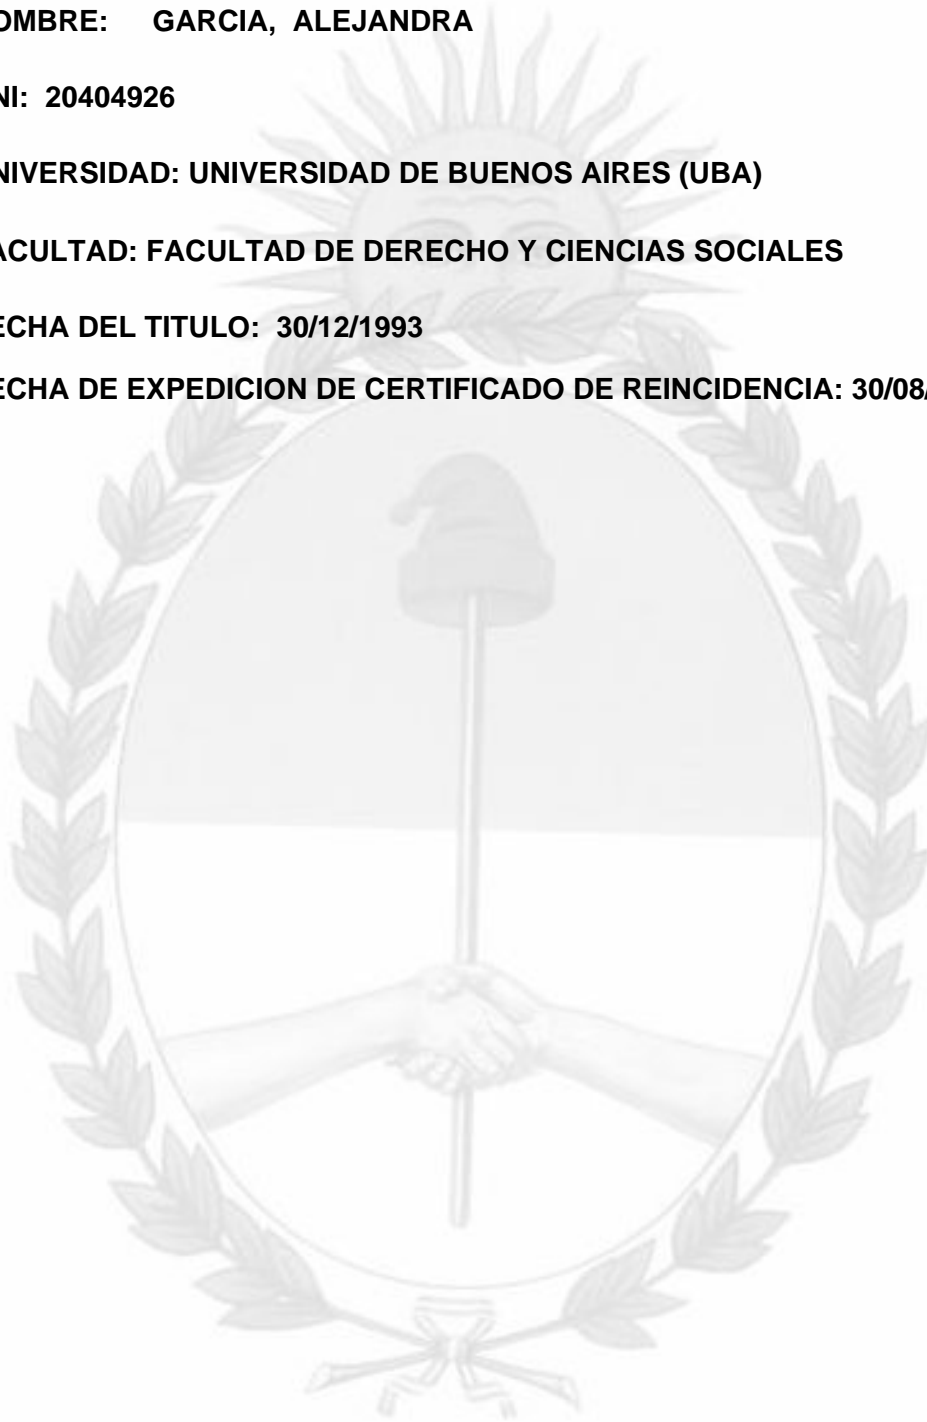 OMBRE: GARCIA, ALEJANDRA
NI: 20404926
NIVERSIDAD: UNIVERSIDAD DE BUENOS AIRES (UBA)
ACULTAD: FACULTAD DE DERECHO Y CIENCIAS SOCIALES
ECHA DEL TITULO: 30/12/1993
ECHA DE EXPEDICION DE CERTIFICADO DE REINCIDENCIA: 30/08/